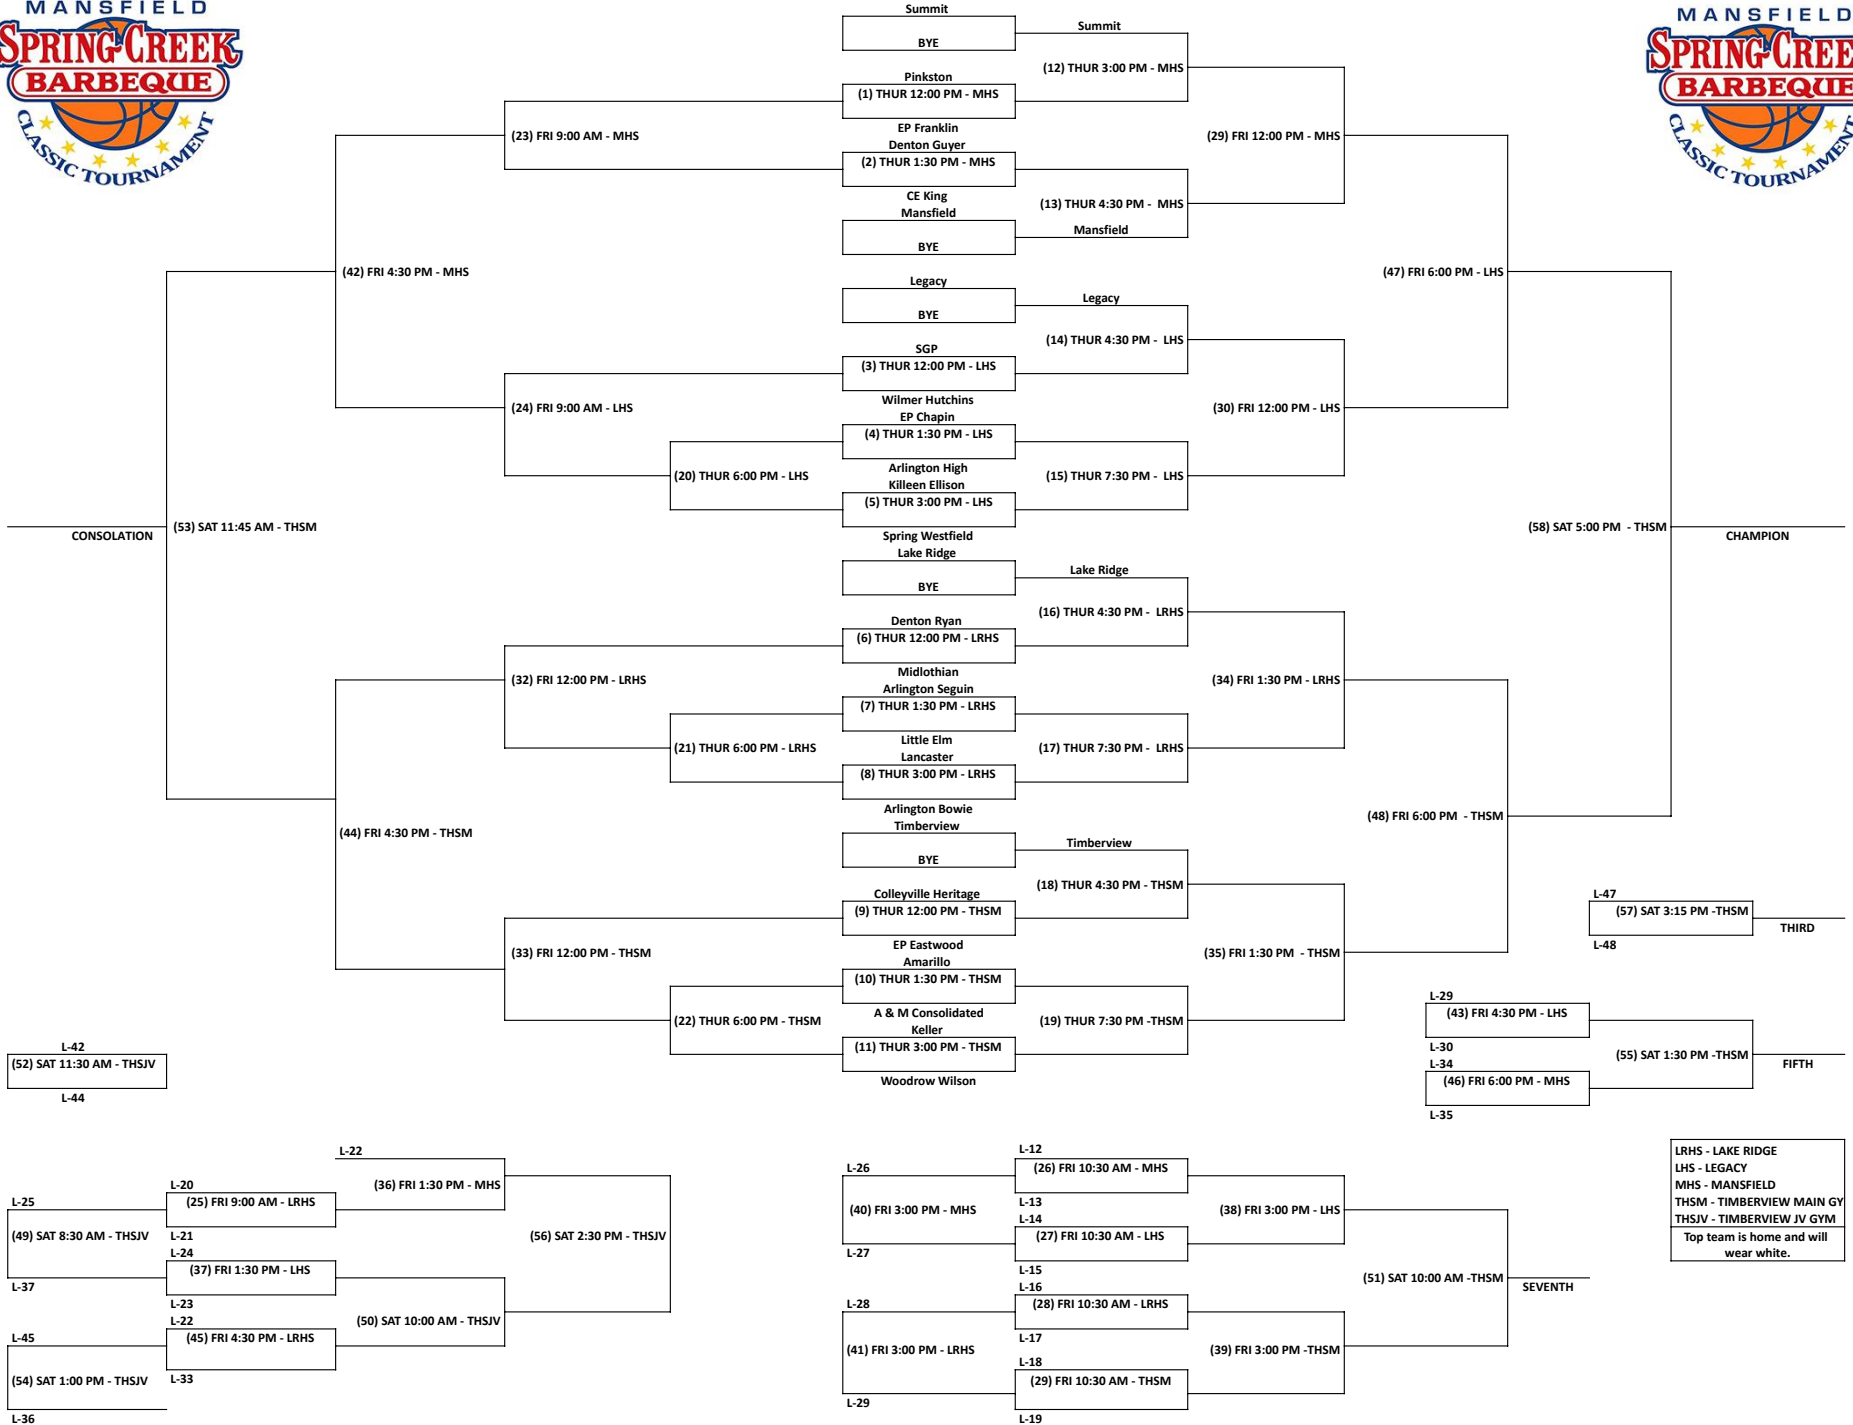 MANSFIELD
SPRING CREEK
BARBEQUE
CLASSIC TOURNAMENT
MANSFIELD
SPRING CREE
BARBEQUE
CLASSIC TOURNAMENT
Summit
BYE
Summit
(12) THUR 3:00 PM - MHS
Pinkston
(1) THUR 12:00 PM - MHS
EP Franklin
Denton Guyer
(2) THUR 1:30 PM - MHS
CE King
Mansfield
BYE
(13) THUR 4:30 PM -  MHS
Mansfield
(23) FRI 9:00 AM - MHS
(29) FRI 12:00 PM - MHS
(42) FRI 4:30 PM - MHS
(47) FRI 6:00 PM - LHS
Legacy
BYE
Legacy
(14) THUR 4:30 PM -  LHS
SGP
(3) THUR 12:00 PM - LHS
Wilmer Hutchins
EP Chapin
(4) THUR 1:30 PM - LHS
Arlington High
Killeen Ellison
(5) THUR 3:00 PM - LHS
Spring Westfield
(24) FRI 9:00 AM - LHS
(30) FRI 12:00 PM - LHS
(20) THUR 6:00 PM - LHS
(15) THUR 7:30 PM -  LHS
(53) SAT 11:45 AM - THSM
CONSOLATION
(58) SAT 5:00 PM  - THSM
CHAMPION
Lake Ridge
BYE
Lake Ridge
(16) THUR 4:30 PM -  LRHS
Denton Ryan
(6) THUR 12:00 PM - LRHS
Midlothian
Arlington Seguin
(7) THUR 1:30 PM - LRHS
Little Elm
Lancaster
(8) THUR 3:00 PM - LRHS
Arlington Bowie
(32) FRI 12:00 PM - LRHS
(34) FRI 1:30 PM - LRHS
(21) THUR 6:00 PM - LRHS
(17) THUR 7:30 PM -  LRHS
(44) FRI 4:30 PM - THSM
(48) FRI 6:00 PM  - THSM
Timberview
BYE
Timberview
(18) THUR 4:30 PM - THSM
Colleyville Heritage
(9) THUR 12:00 PM - THSM
EP Eastwood
Amarillo
(10) THUR 1:30 PM - THSM
A & M Consolidated
Keller
(11) THUR 3:00 PM - THSM
Woodrow Wilson
(33) FRI 12:00 PM - THSM
(35) FRI 1:30 PM  - THSM
(22) THUR 6:00 PM - THSM
(19) THUR 7:30 PM -THSM
L-47
(57) SAT 3:15 PM -THSM
THIRD
L-48
L-29
(43) FRI 4:30 PM - LHS
L-30
L-34
(46) FRI 6:00 PM - MHS
L-35
(55) SAT 1:30 PM -THSM
FIFTH
L-42
(52) SAT 11:30 AM - THSJV
L-44
L-22
(36) FRI 1:30 PM - MHS
L-20
(25) FRI 9:00 AM - LRHS
L-21
L-25
(49) SAT 8:30 AM - THSJV
L-37
L-24
(37) FRI 1:30 PM - LHS
L-23
(56) SAT 2:30 PM - THSJV
L-22
(45) FRI 4:30 PM - LRHS
L-33
(50) SAT 10:00 AM - THSJV
L-45
(54) SAT 1:00 PM - THSJV
L-36
L-12
(26) FRI 10:30 AM - MHS
L-13
L-26
(40) FRI 3:00 PM - MHS
L-27
L-14
(27) FRI 10:30 AM - LHS
L-15
(38) FRI 3:00 PM - LHS
L-16
(28) FRI 10:30 AM - LRHS
L-17
L-28
(41) FRI 3:00 PM - LRHS
L-29
L-18
(29) FRI 10:30 AM - THSM
L-19
(39) FRI 3:00 PM -THSM
(51) SAT 10:00 AM -THSM
SEVENTH
LRHS - LAKE RIDGE
LHS - LEGACY
MHS - MANSFIELD
THSM - TIMBERVIEW MAIN GY
THSJV - TIMBERVIEW JV GYM
Top team is home and will
wear white.